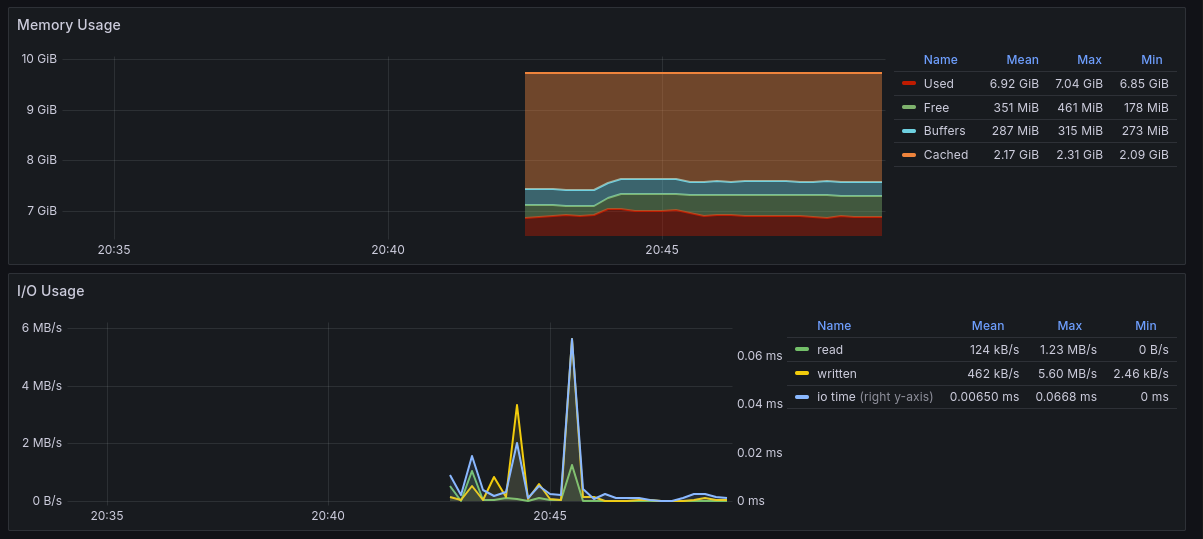 Memory Usage
10 GiB
9 GiB
8 GiB
7 GiB
20:35 20:40 20:45
Name Mean Max Min
Used 6.92 GiB 7.04 GiB 6.85 GiB
Free 351 MiB 461 MiB 178 MiB
Buffers 287 MiB 315 MiB 273 MiB
Cached 2.17 GiB 2.31 GiB 2.09 GiB
I/O Usage
6 MB/s
4 MB/s
2 MB/s
0 B/s
20:35 20:40 20:45
0.06 ms
0.04 ms
0.02 ms
0 ms
Name Mean Max Min
read 124 kB/s 1.23 MB/s 0 B/s
written 462 kB/s 5.60 MB/s 2.46 kB/s
io time (right y-axis) 0.00650 ms 0.0668 ms 0 ms